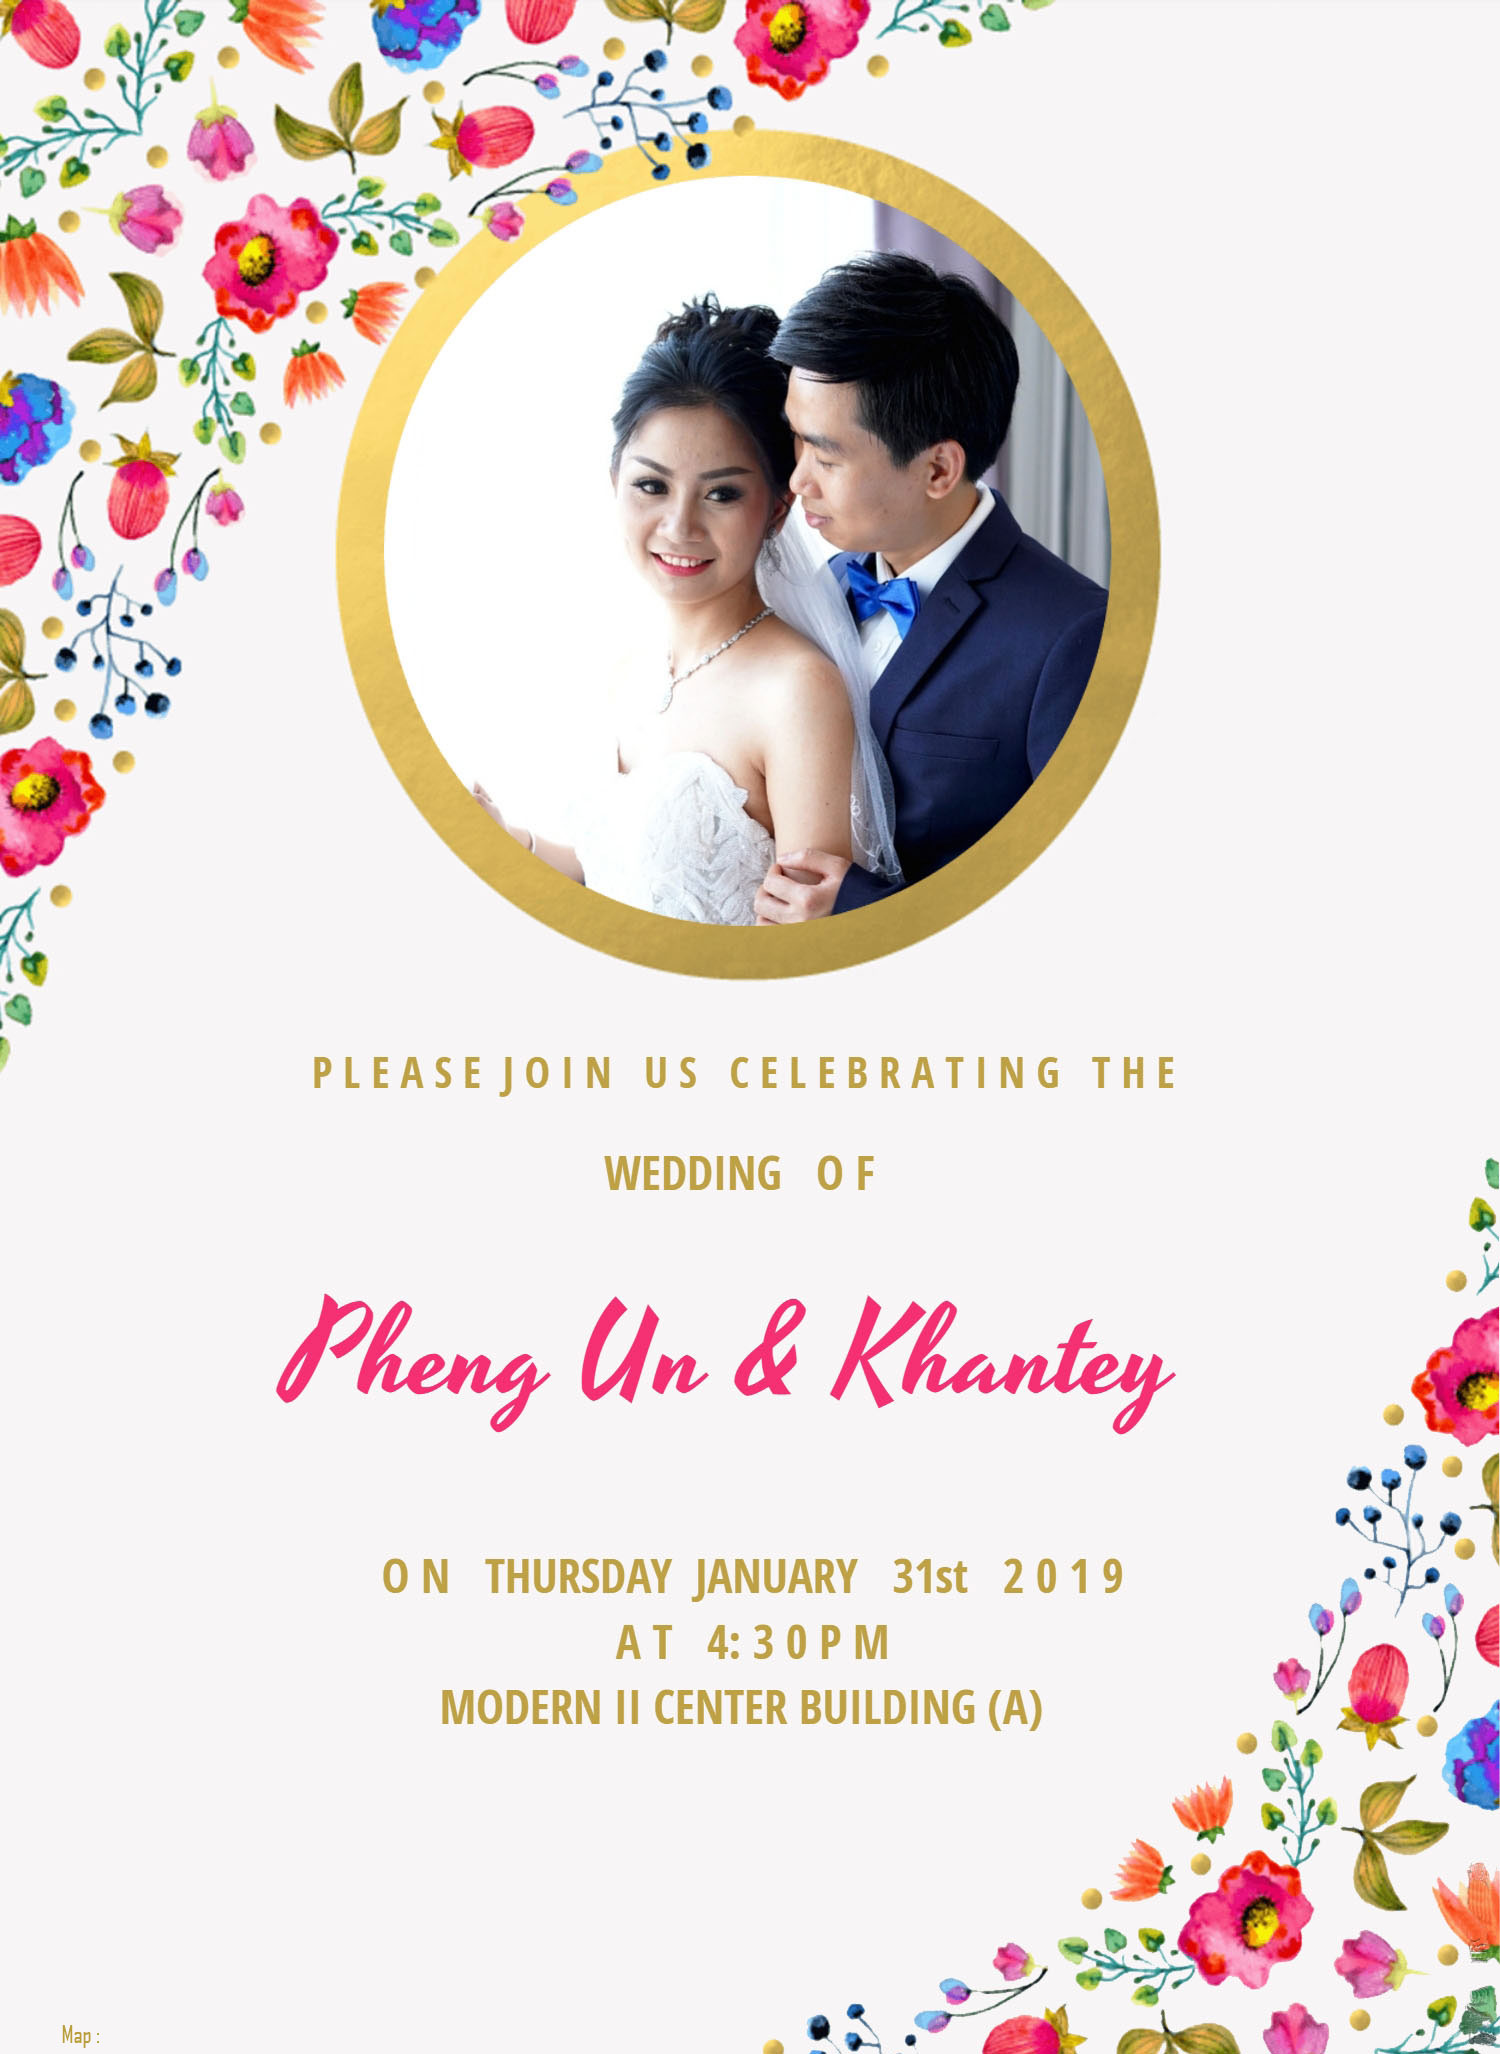 PLEASE JOIN US CELEBRATING THE
WEDDING OF
Pheng Un & Khantey
ON THURSDAY JANUARY 31st 2019
AT 4:30PM
MODERN II CENTER BUILDING (A)
Map :